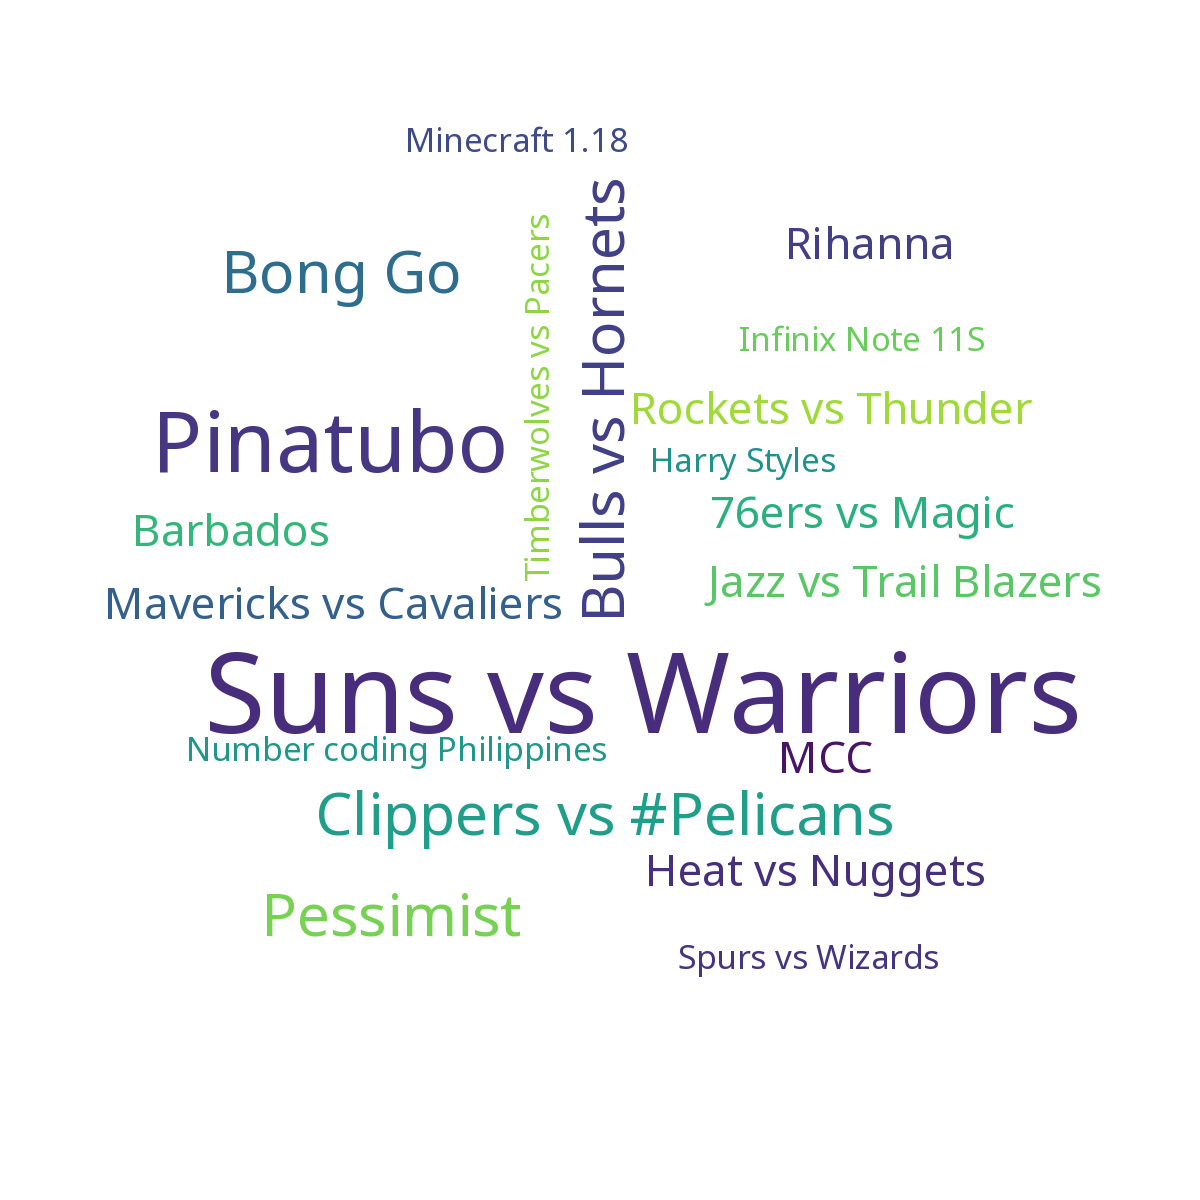 Minecraft 1.18
Bulls vs Hornets
Timberwolves vs Pacers
Rihanna
Bong Go
Infinix Note 11S
Rockets vs Thunder
Pinatubo
Harry Styles
76ers vs Magic
Barbados
Jazz vs Trail Blazers
Mavericks vs Cavaliers
Suns vs Warriors
Number coding Philippines
MCC
Clippers vs #Pelicans
Heat vs Nuggets
Pessimist
Spurs vs Wizards